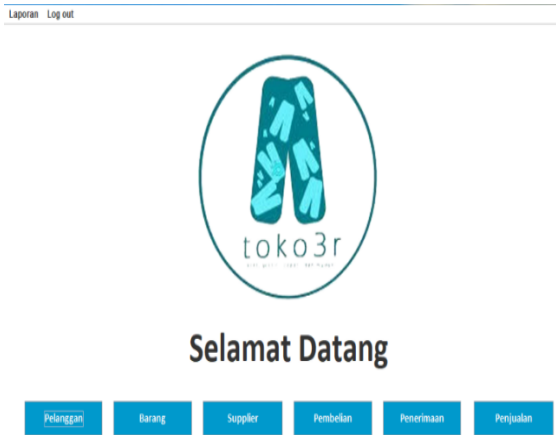 Laporan Log out
toko3r
Selamat Datang
Pelanggan Barang Supplier Pembelian Penerimaan Penjualan